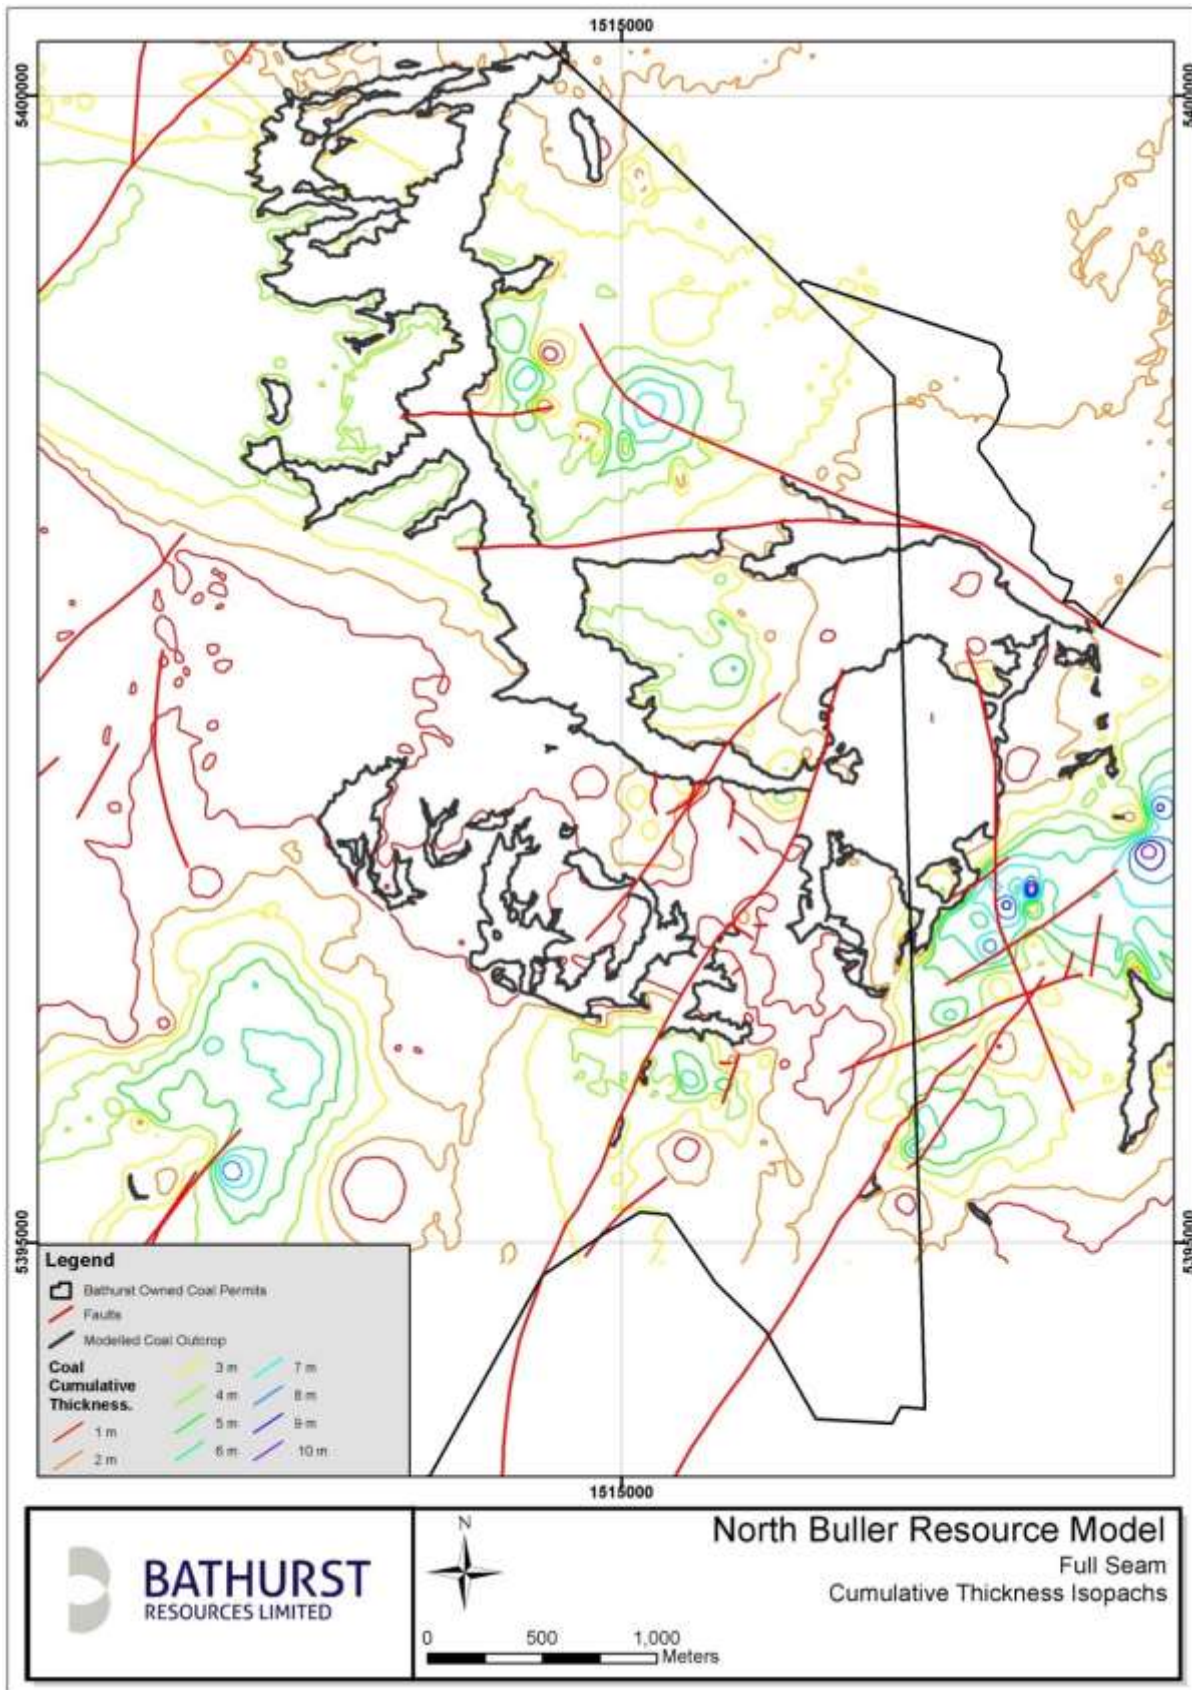 1515000
5400000
5400000
5395000
5395000
Legend
Bathurst Owned Coal Permits
Faults
Modelled Coal Outcrop
Coal
Cumulative
Thickness.
1 m
2 m
3 m
4 m
5 m
6 m
7 m
8 m
9 m
10 m
1515000
BATHURST
RESOURCES LIMITED
N
0 500 1,000
Meters
North Buller Resource Model
Full Seam
Cumulative Thickness Isopachs